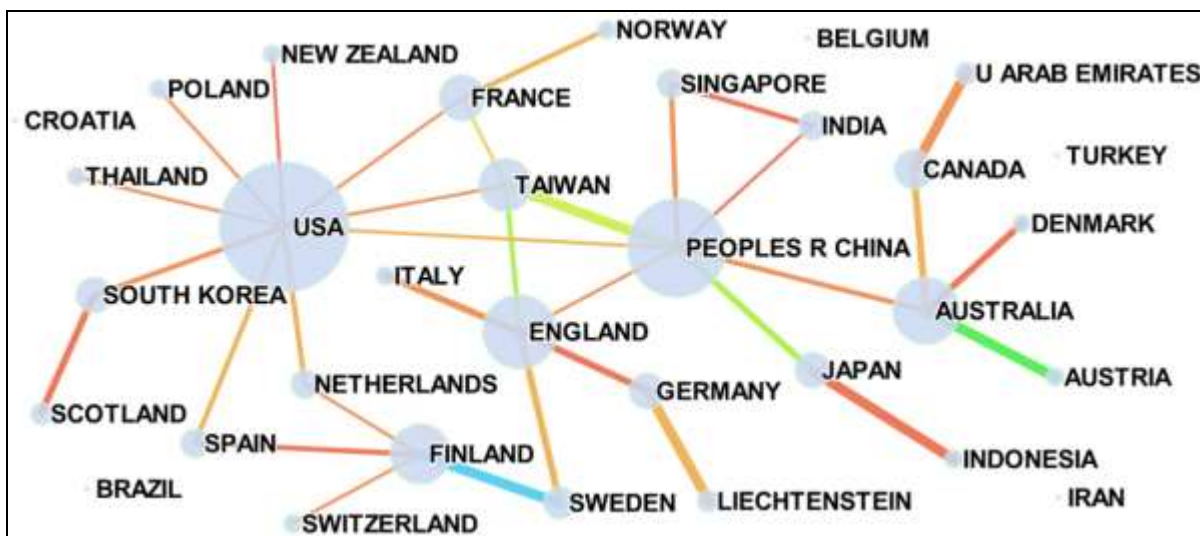 NORWAY
BELGIUM
NEW ZEALAND
U ARAB EMIRATES
SINGAPORE
POLAND
FRANCE
CROATIA
INDIA
TURKEY
CANADA
THAILAND
TAIWAN
USA
DENMARK
PEOPLES R CHINA
ITALY
SOUTH KOREA
AUSTRALIA
ENGLAND
JAPAN
AUSTRIA
NETHERLANDS
GERMANY
SCOTLAND
SPAIN
FINLAND
INDONESIA
BRAZIL
IRAN
SWEDEN
LIECHTENSTEIN
SWITZERLAND